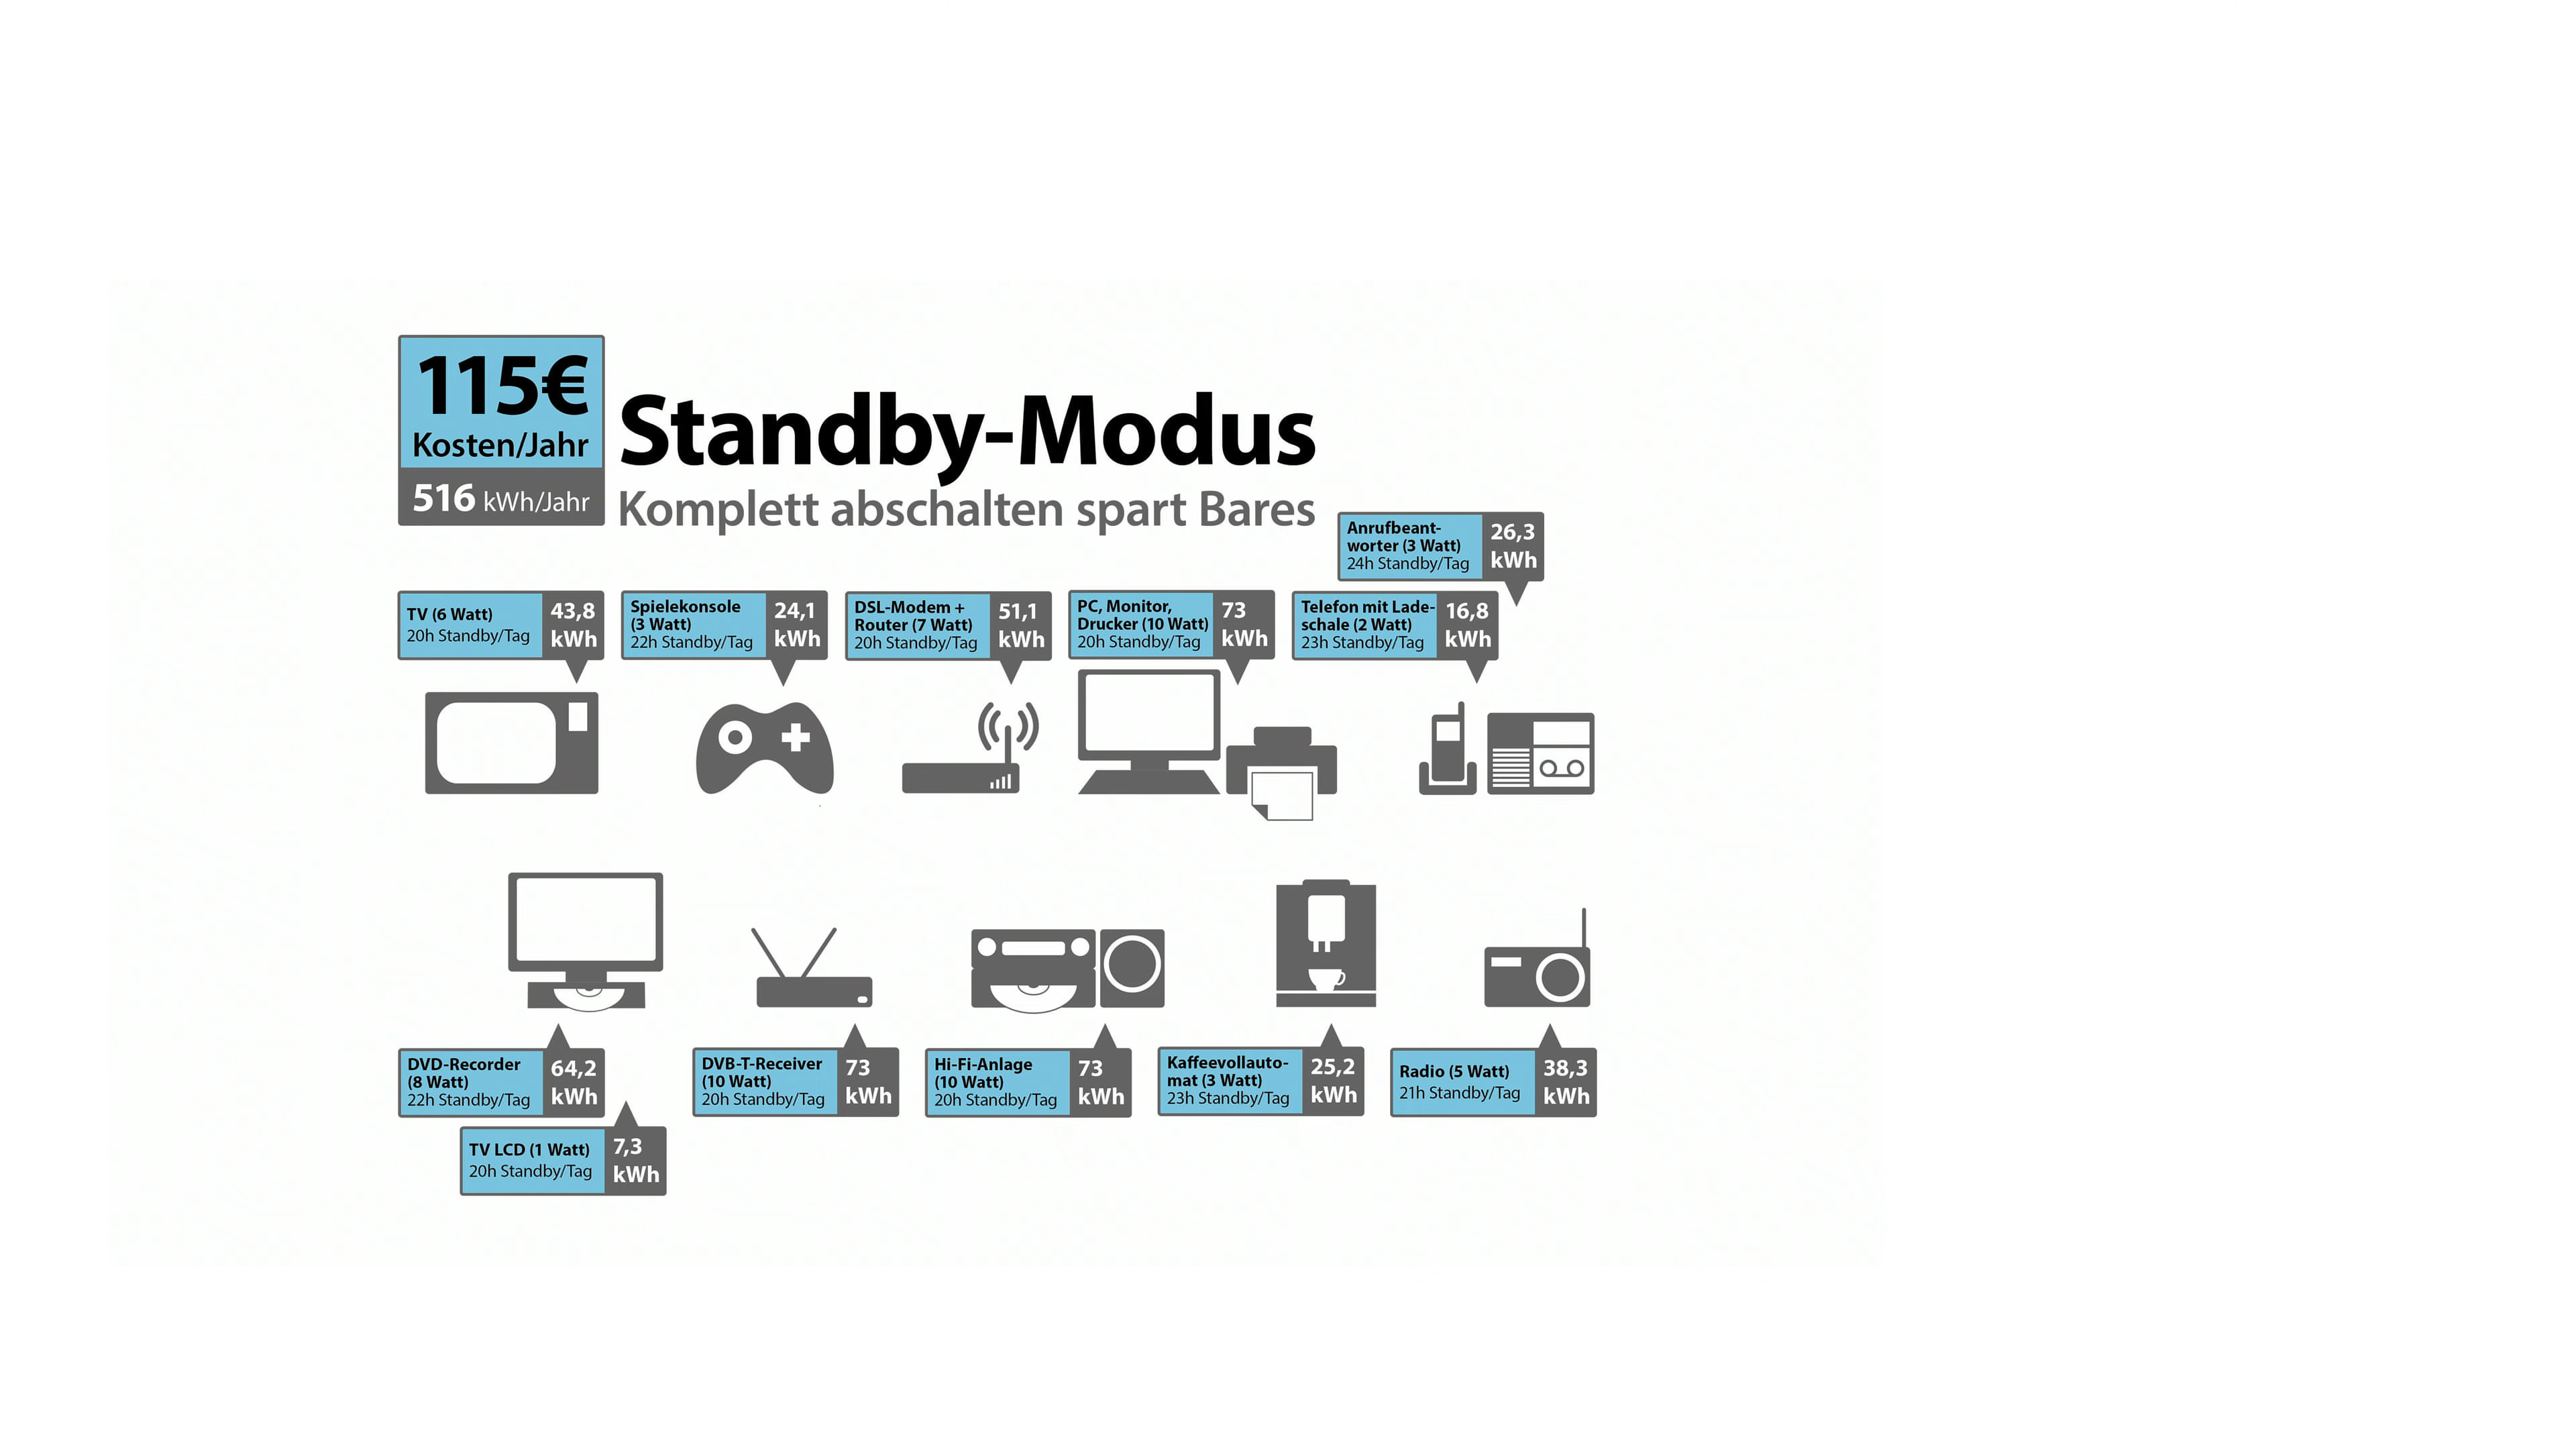 115€
Kosten/Jahr
516 kWh/Jahr
Standby-Modus
Komplett abschalten spart Bares
Anrufbeant-
worter (3 Watt)
24h Standby/Tag
26,3
kWh
TV (6 Watt)
20h Standby/Tag
43,8
kWh
Spielekonsole
(3 Watt)
22h Standby/Tag
24,1
kWh
DSL-Modem +
Router (7 Watt)
20h Standby/Tag
51,1
kWh
PC, Monitor,
Drucker (10 Watt)
20h Standby/Tag
73
kWh
Telefon mit Lade-
schale (2 Watt)
23h Standby/Tag
16,8
kWh
DVD-Recorder
(8 Watt)
22h Standby/Tag
64,2
kWh
DVB-T-Receiver
(10 Watt)
20h Standby/Tag
73
kWh
Hi-Fi-Anlage
(10 Watt)
20h Standby/Tag
73
kWh
Kaffeevollauto-
mat (3 Watt)
23h Standby/Tag
25,2
kWh
Radio (5 Watt)
21h Standby/Tag
38,3
kWh
TV LCD (1 Watt)
20h Standby/Tag
7,3
kWh